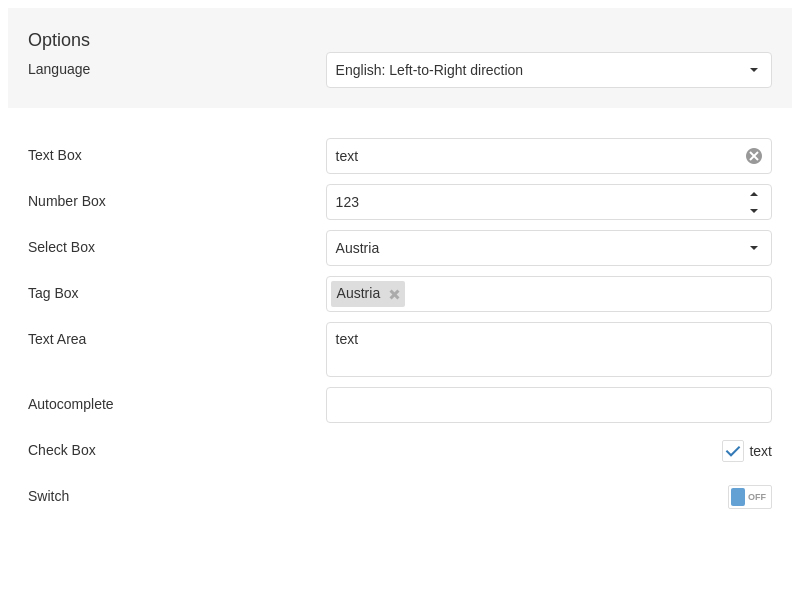 Options
Language
English: Left-to-Right direction
Text Box
text
Number Box
123
Select Box
Austria
Tag Box
Austria
Text Area
text
Autocomplete
Check Box
text
Switch
OFF